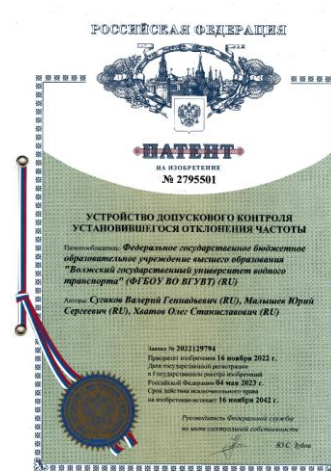 РОССИЙСКАЯ ФЕДЕРАЦИЯ
ПАТЕНТ
НА ИЗОБРЕТЕНИЕ
№ 2795501
УСТРОЙСТВО ДОПУСКОВОГО КОНТРОЛЯ
УСТАНОВИВШЕГОСЯ ОТКЛОНЕНИЯ ЧАСТОТЫ
Патентообладатель: Федеральное государственное бюджетное
образовательное учреждение высшего образования
"Волжский государственный университет водного
транспорта" (ФГБОУ ВО ВГУВТ) (RU)
Авторы: Сугаков Валерий Геннадьевич (RU), Малышев Юрий
Сергеевич (RU), Хватов Олег Станиславович (RU)
Заявка № 2022129794
Приоритет изобретения 16 ноября 2022 г.
Дата государственной регистрации
в Государственном реестре изобретений
Российской Федерации 04 мая 2023 г.
Срок действия исключительного права
на изобретение истекает 16 ноября 2042 г.
Руководитель Федеральной службы
по интеллектуальной собственности
Ю.С. Зубов